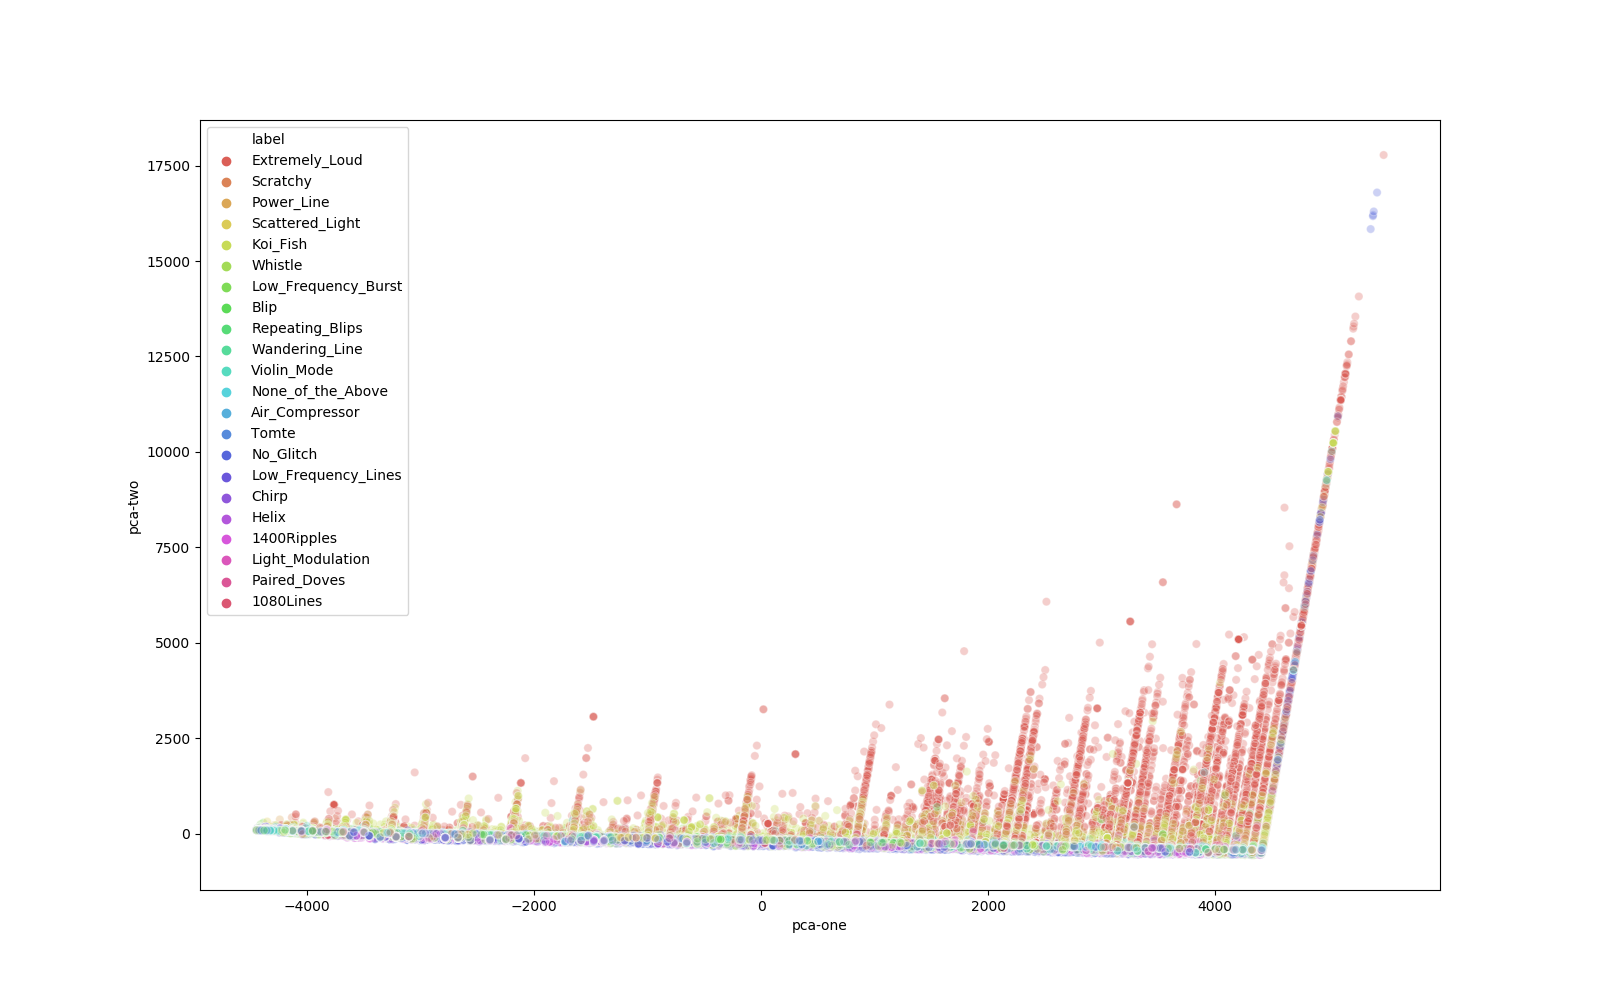 label
Extremely_Loud
Scratchy
Power_Line
Scattered_Light
Koi_Fish
Whistle
Low_Frequency_Burst
Blip
Repeating_Blips
Wandering_Line
Violin_Mode
None_of_the_Above
Air_Compressor
Tomte
No_Glitch
Low_Frequency_Lines
Chirp
Helix
1400Ripples
Light_Modulation
Paired_Doves
1080Lines
17500
15000
12500
10000
7500
5000
2500
0
pca-two
−4000 −2000 0 2000 4000
pca-one